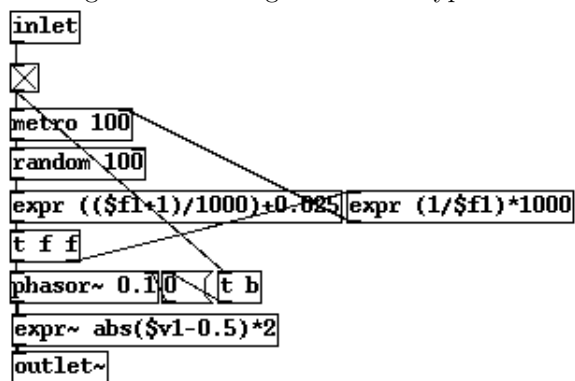 inlet
metro 100
random 100
expr (($f1+1)/1000)+0.025 expr (1/$f1)*1000
t f f
phasor~ 0.1 0 t b
expr~ abs($v1-0.5)*2
outlet~